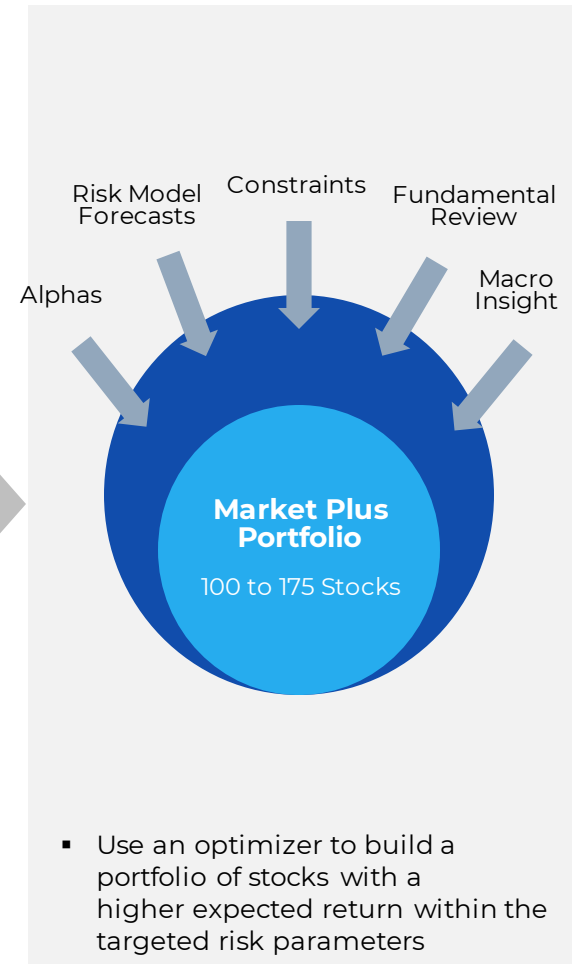 Constraints
Risk Model
Forecasts
Fundamental
Review
Alphas
Macro
Insight
Market Plus
Portfolio
100 to 175 Stocks
▪ Use an optimizer to build a
portfolio of stocks with a
higher expected return within the
targeted risk parameters